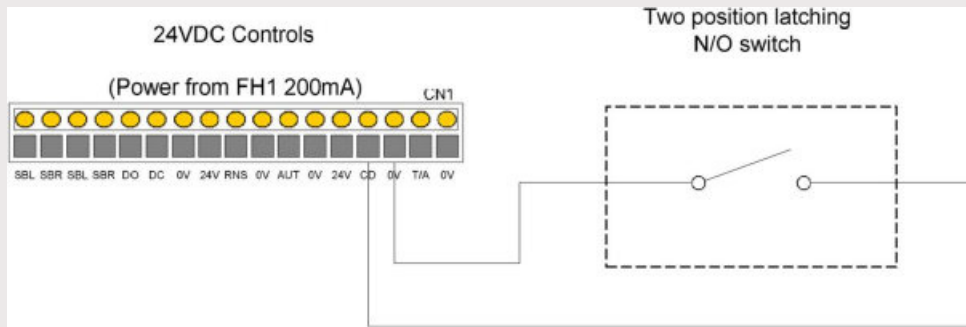 24VDC Controls
Two position latching
N/O switch
(Power from FH1 200mA)
CN1
SBL SBR SBL SBR DO DC 0V 24V RNS 0V AUT 0V 24V CD 0V T/A 0V